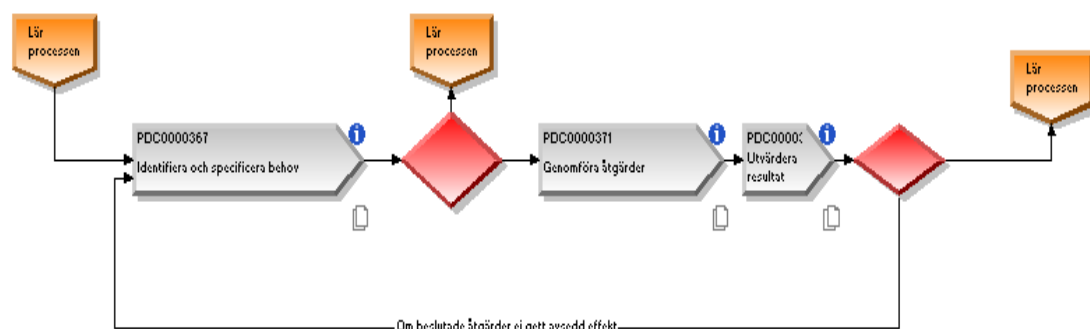 Lär
processen
Lär
processen
Lär
processen
PDC0000367
Identifiera och specificera behov
PDC0000371
Genomföra åtgärder
PDC0000
Utvärdera
resultat
Om beslutade åtgärder ej gett avsedd effekt